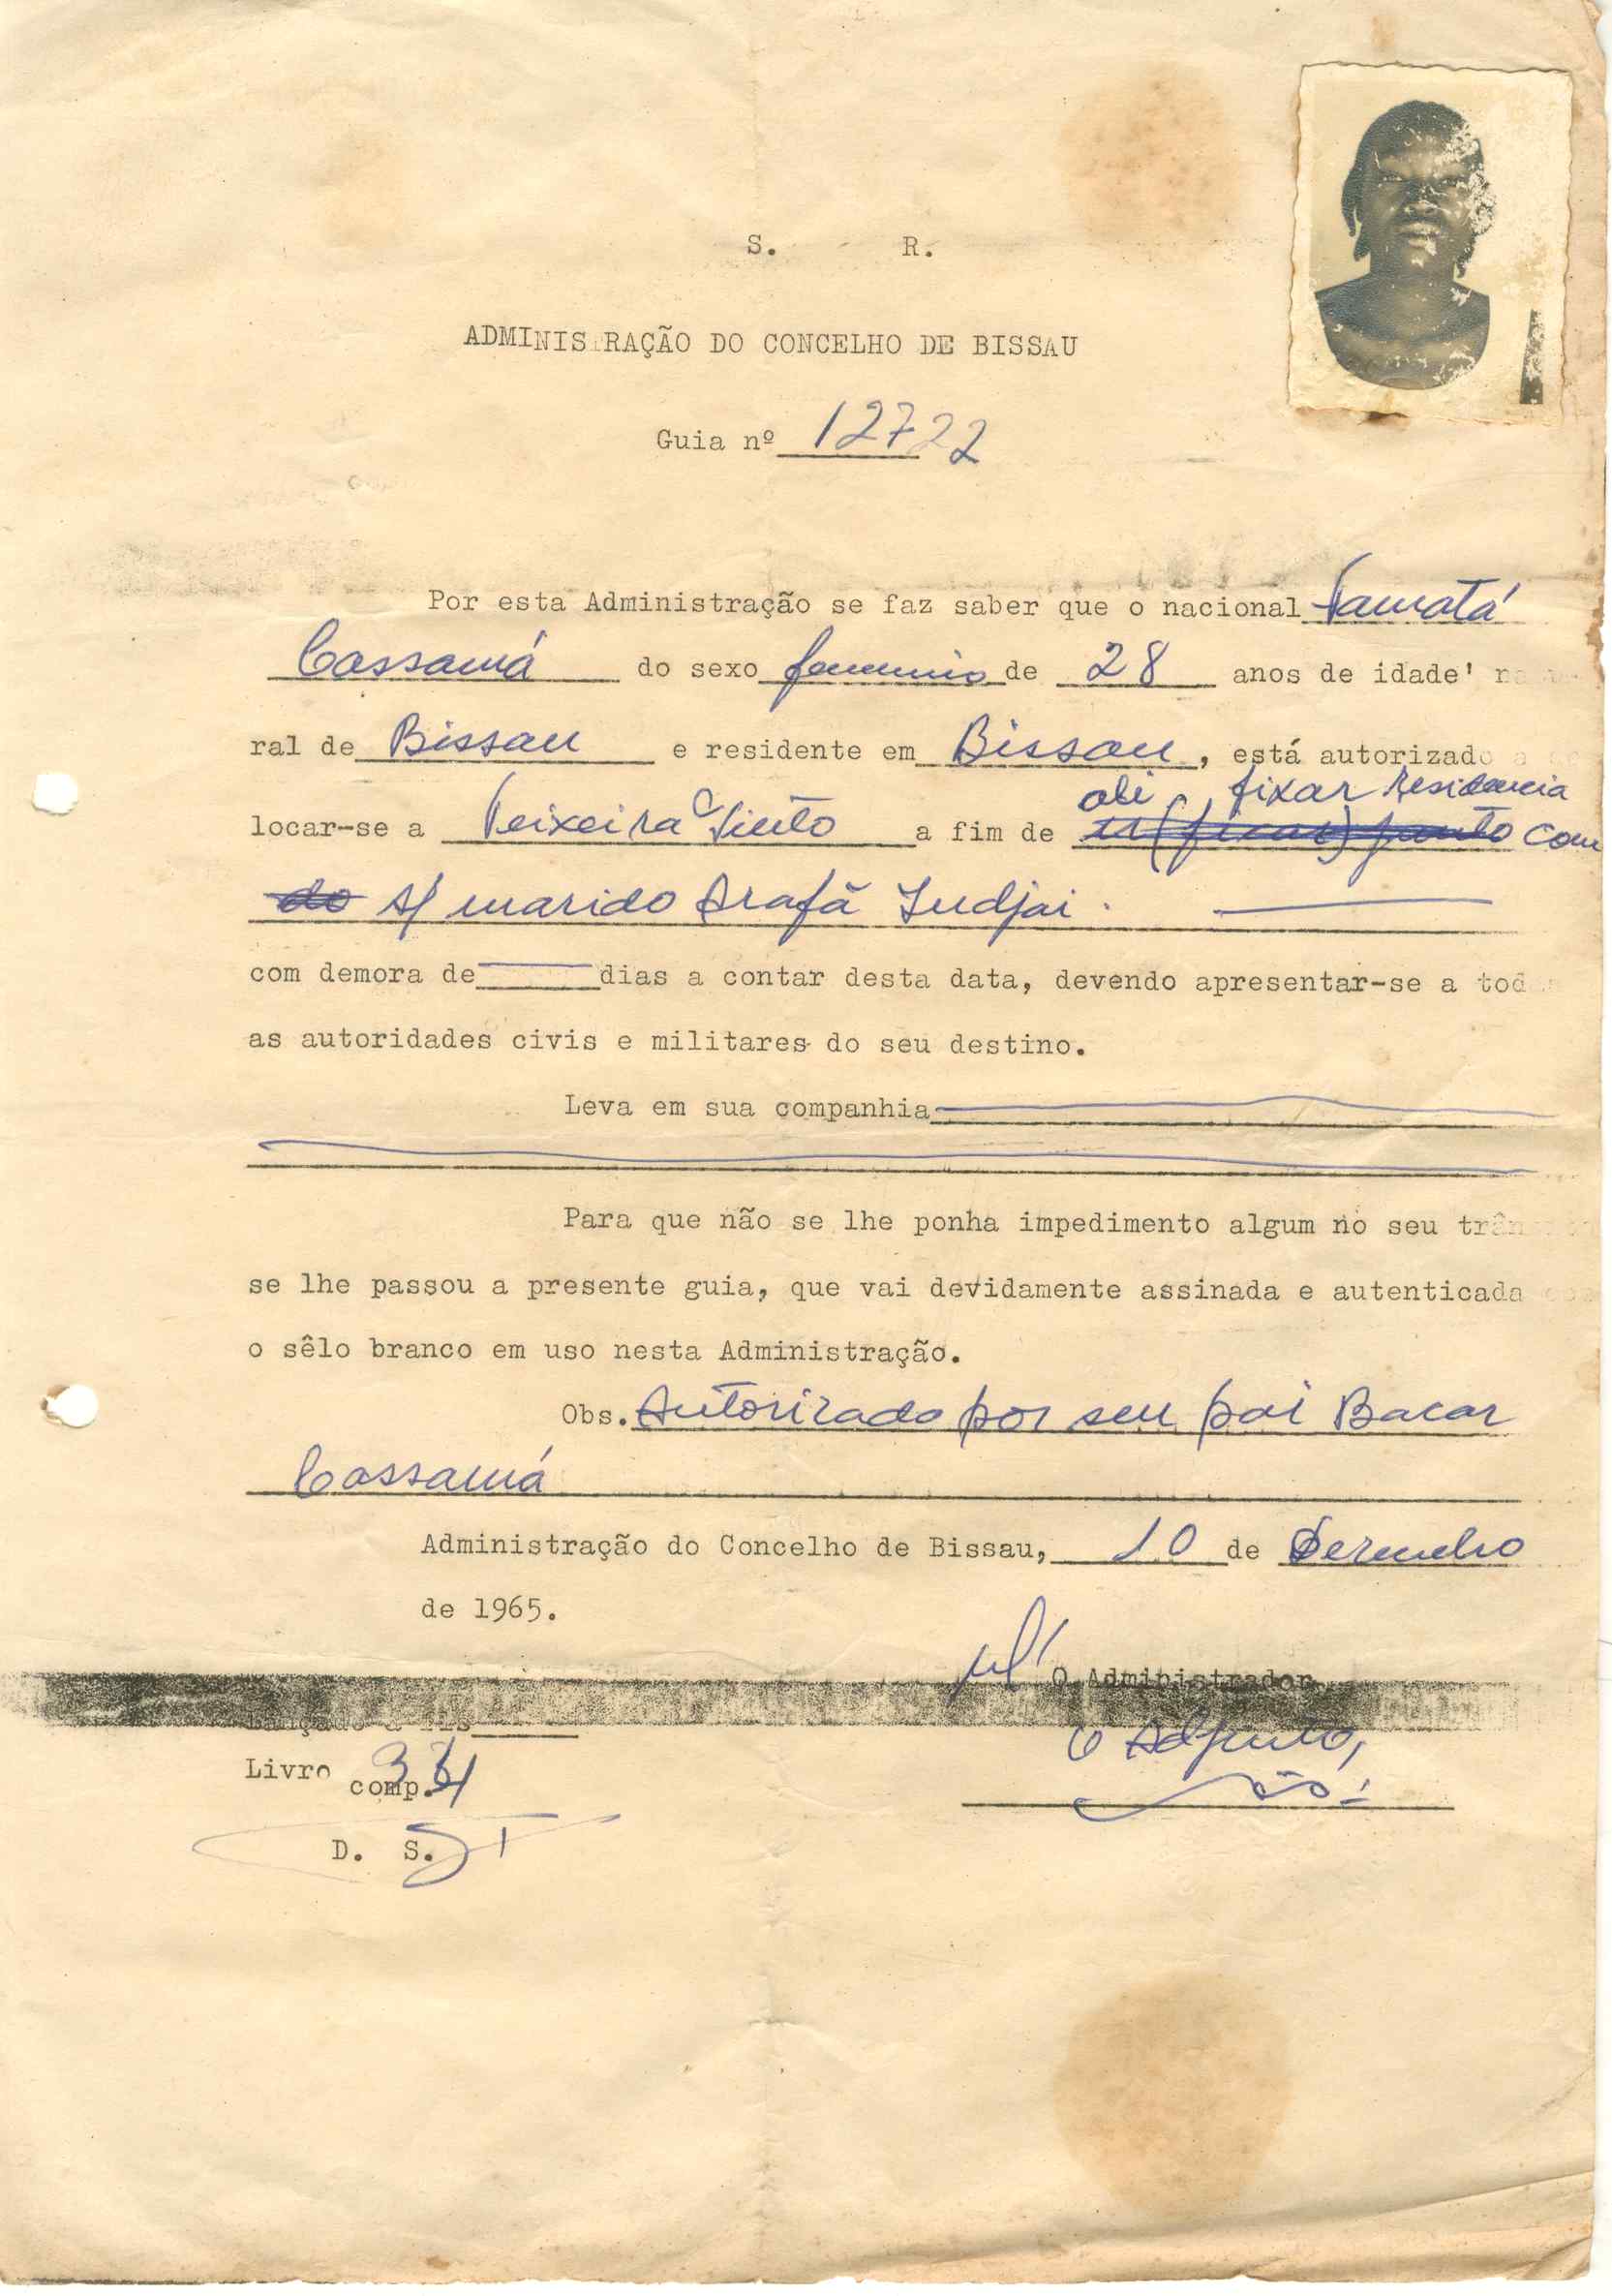 S. R.
ADMINISTRAÇÃO DO CONCELHO DE BISSAU
Guia nº 12722
Por esta Administração se faz saber que o nacional
Cassamá do sexo feminino de 28 anos de idade' natu
ral de Bissau e residente em Bissau, está autorizado a
ali fixar residencia
locar-se a Teixeira Pinto a fim de com
s/ marido Arafã Indjai.
com demora de dias a contar desta data, devendo apresentar-se a tod
as autoridades civis e militares do seu destino.
Leva em sua companhia
Para que não se lhe ponha impedimento algum no seu trân
se lhe passou a presente guia, que vai devidamente assinada e autenticada
o sêlo branco em uso nesta Administração.
Obs. Autorizado por seu pai Bacar
Cassamá
Administração do Concelho de Bissau, 10 de Dezembro
de 1965.
O Administrador
O Adjunto,
Livro
comp.
D. S.